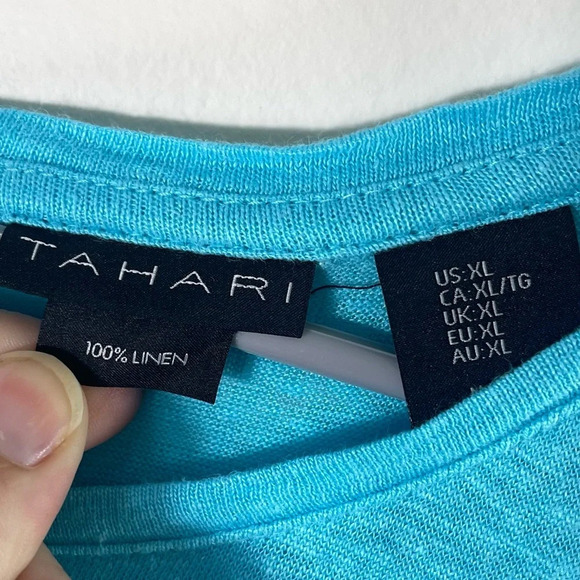 TAHARI
100% LINEN
US:XL
CA:XL/TG
UK:XL
EU:XL
AU:XL